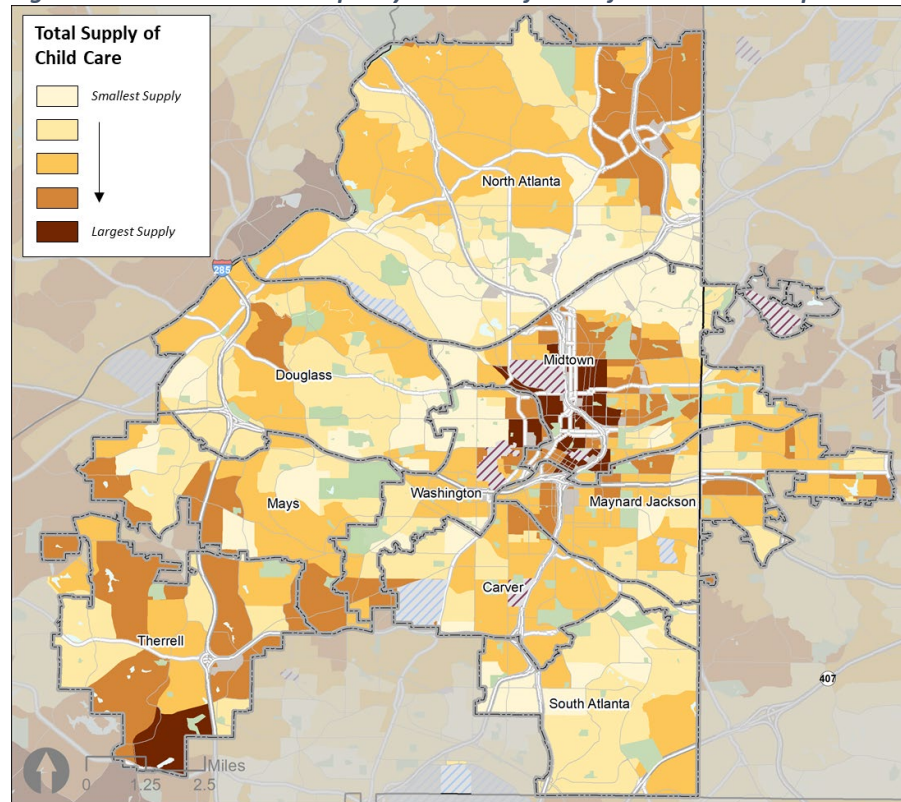 Total Supply of
Child Care
Smallest Supply
Largest Supply
North Atlanta
285
Midtown
Douglass
Washington
Maynard Jackson
Mays
Carver
Therrell
407
South Atlanta
Miles
0 1.25 2.5